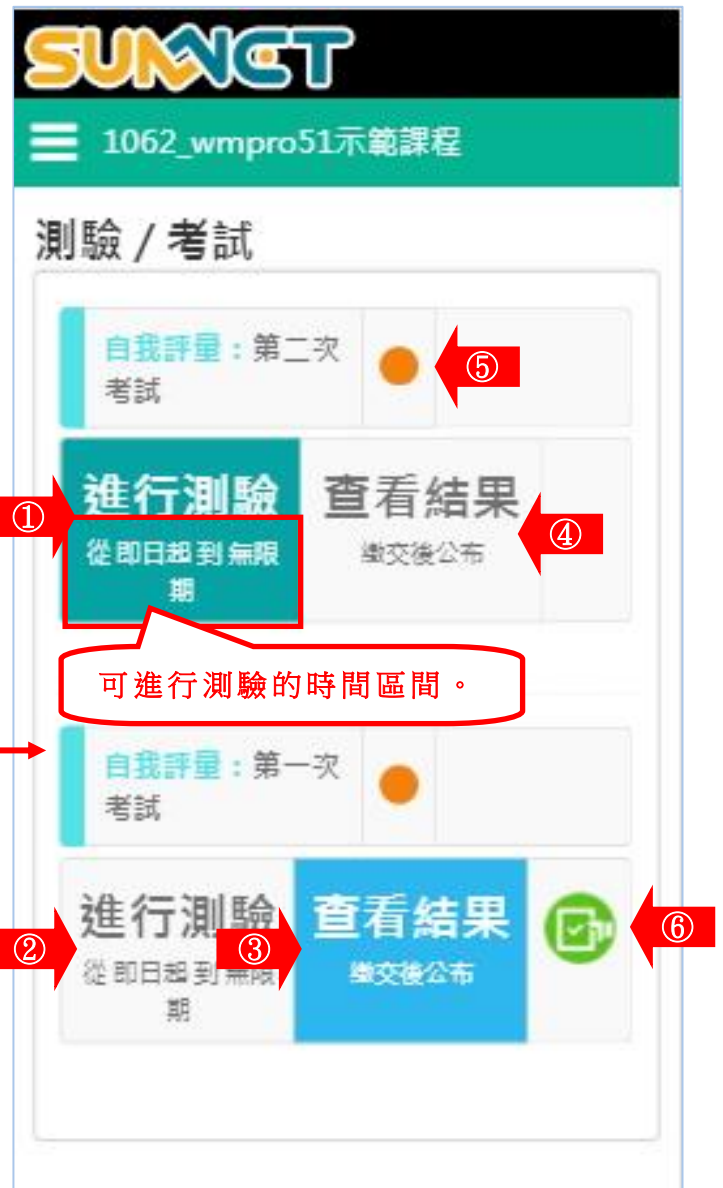 SUNNET
1062_wmpro51示範課程
測驗 / 考試
自我評量：第二次
考試
⑤
進行測驗
從 即日起 到 無限
期
①
查看結果
繳交後公布
④
可進行測驗的時間區間。
自我評量：第一次
考試
進行測驗
從 即日起 到 無限
期
②
③
查看結果
繳交後公布
⑥